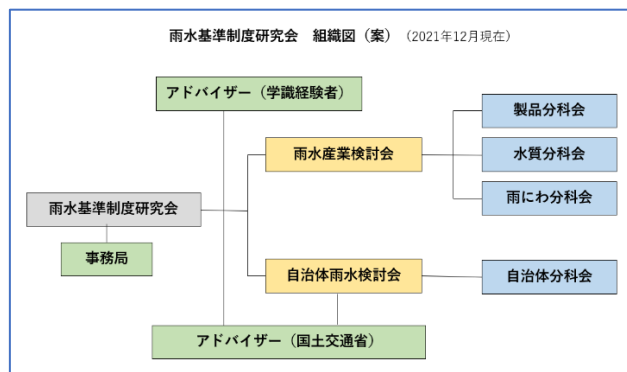 雨水基準制度研究会 組織図（案）（2021年12月現在）
アドバイザー（学識経験者）
製品分科会
雨水産業検討会
水質分科会
雨にわ分科会
雨水基準制度研究会
事務局
自治体雨水検討会
自治体分科会
アドバイザー（国土交通省）